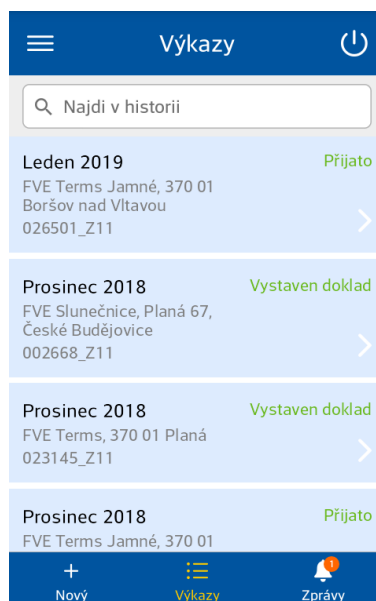 Výkazy
Najdi v historii
Leden 2019
Přijato
FVE Terms Jamné, 370 01
Boršov nad Vltavou
026501_Z11
Prosinec 2018
Vystaven doklad
FVE Slunečnice, Planá 67,
České Budějovice
002668_Z11
Prosinec 2018
Vystaven doklad
FVE Terms, 370 01 Planá
023145_Z11
Prosinec 2018
Přijato
FVE Terms Jamné, 370 01
1
Nový
Výkazy
Zprávy